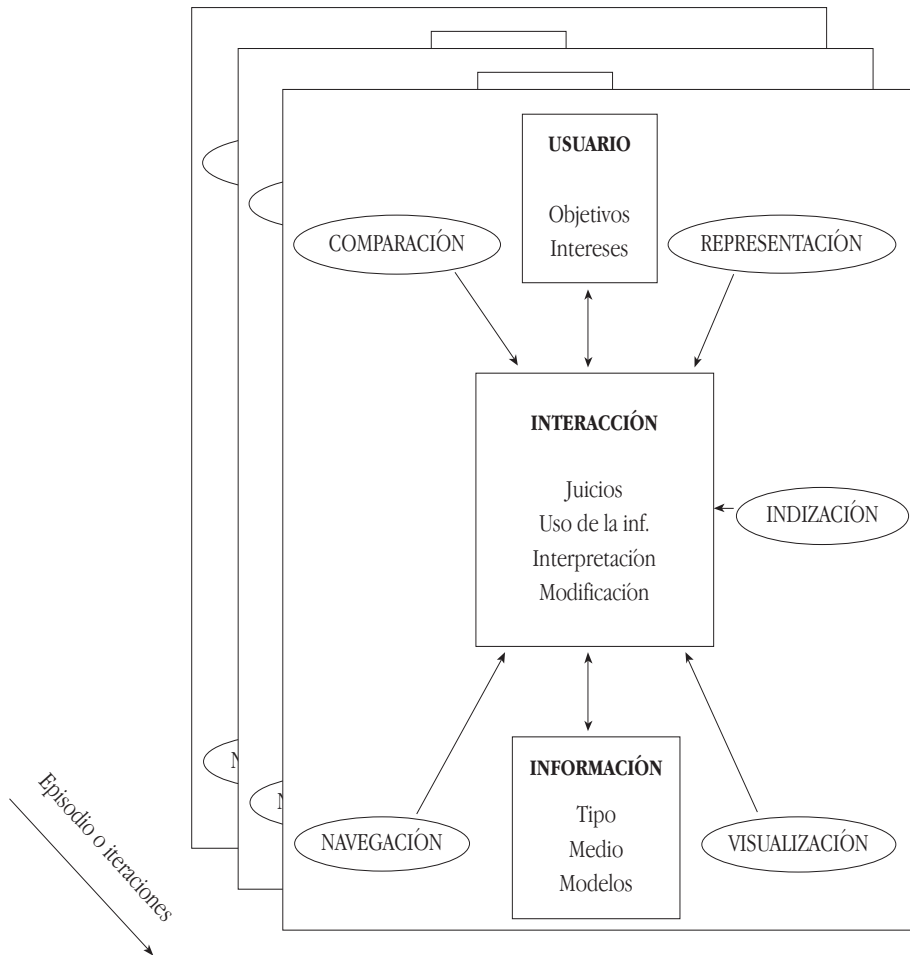 USUARIO
Objetivos
Intereses
COMPARACIÓN
REPRESENTACIÓN
INTERACCIÓN
Juicios
Uso de la inf.
Interpretación
Modificación
INDIZACIÓN
INFORMACIÓN
Tipo
Medio
Modelos
NAVEGACIÓN
VISUALIZACIÓN
N
N
Episodio o iteraciones